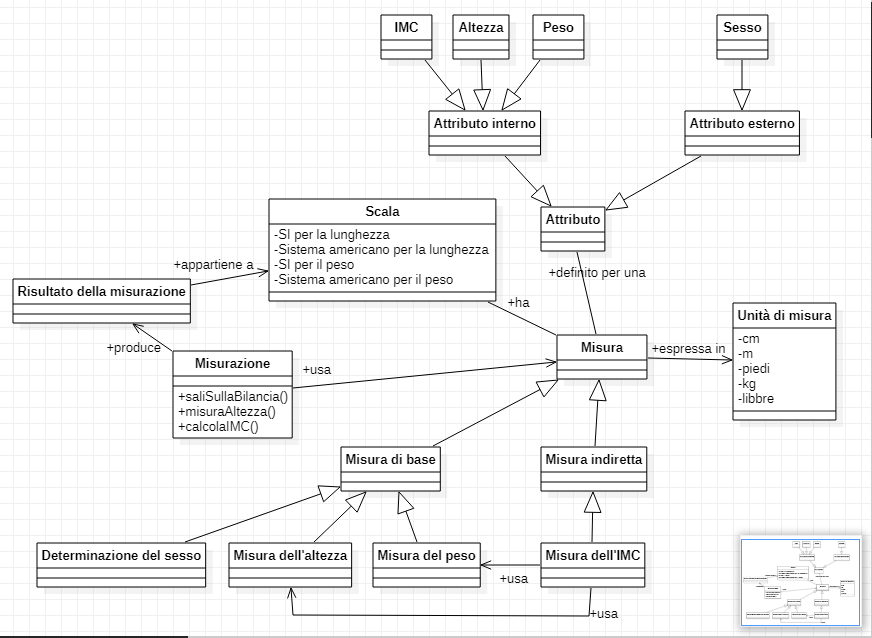 IMC
Altezza
Peso
Sesso
Attributo interno
Attributo esterno
Scala
-SI per la lunghezza
-Sistema americano per la lunghezza
-SI per il peso
-Sistema americano per il peso
Attributo
+appartiene a
+definito per una
Risultato della misurazione
+ha
Unità di misura
-cm
-m
-piedi
-kg
-libbre
+produce
Misura
+espressa in
Misurazione
+saliSullaBilancia()
+misuraAltezza()
+calcolaIMC()
+usa
Misura di base
Misura indiretta
Determinazione del sesso
Misura dell'altezza
Misura del peso
Misura dell'IMC
+usa
+usa